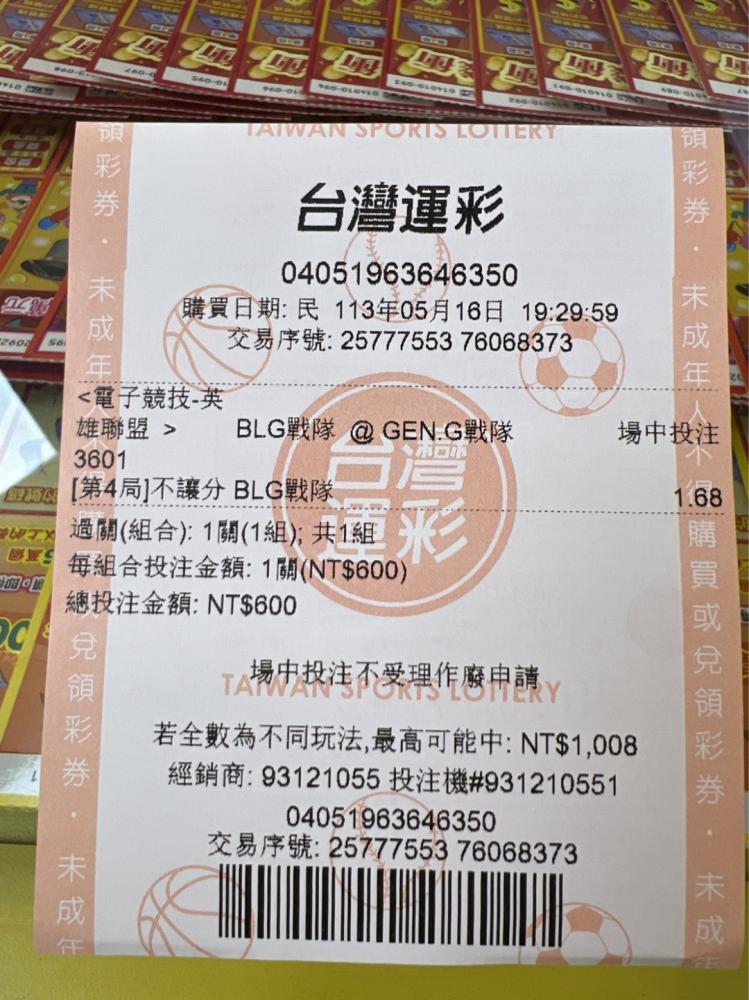 TAIWAN SPORTS LOTTERY
台灣運彩
04051963646350
購買日期: 民 113年05月16日 19:29:59
交易序號: 25777553 76068373
<電子競技-英
雄聯盟 > BLG戰隊 @ GEN.G戰隊 場中投注
3601
[第4局]不讓分 BLG戰隊 1.68
台灣
運彩
過關(組合): 1關(1組); 共1組
每組合投注金額: 1關(NT$600)
總投注金額: NT$600
場中投注不受理作廢申請
TAIWAN SPORTS LOTTERY
若全數為不同玩法,最高可能中: NT$1,008
經銷商: 93121055 投注機#931210551
04051963646350
交易序號: 25777553 76068373
領彩券・未成年人不得購買或兌領彩券・未成年
領彩券・未成年人不得購買或兌領彩券・未成年